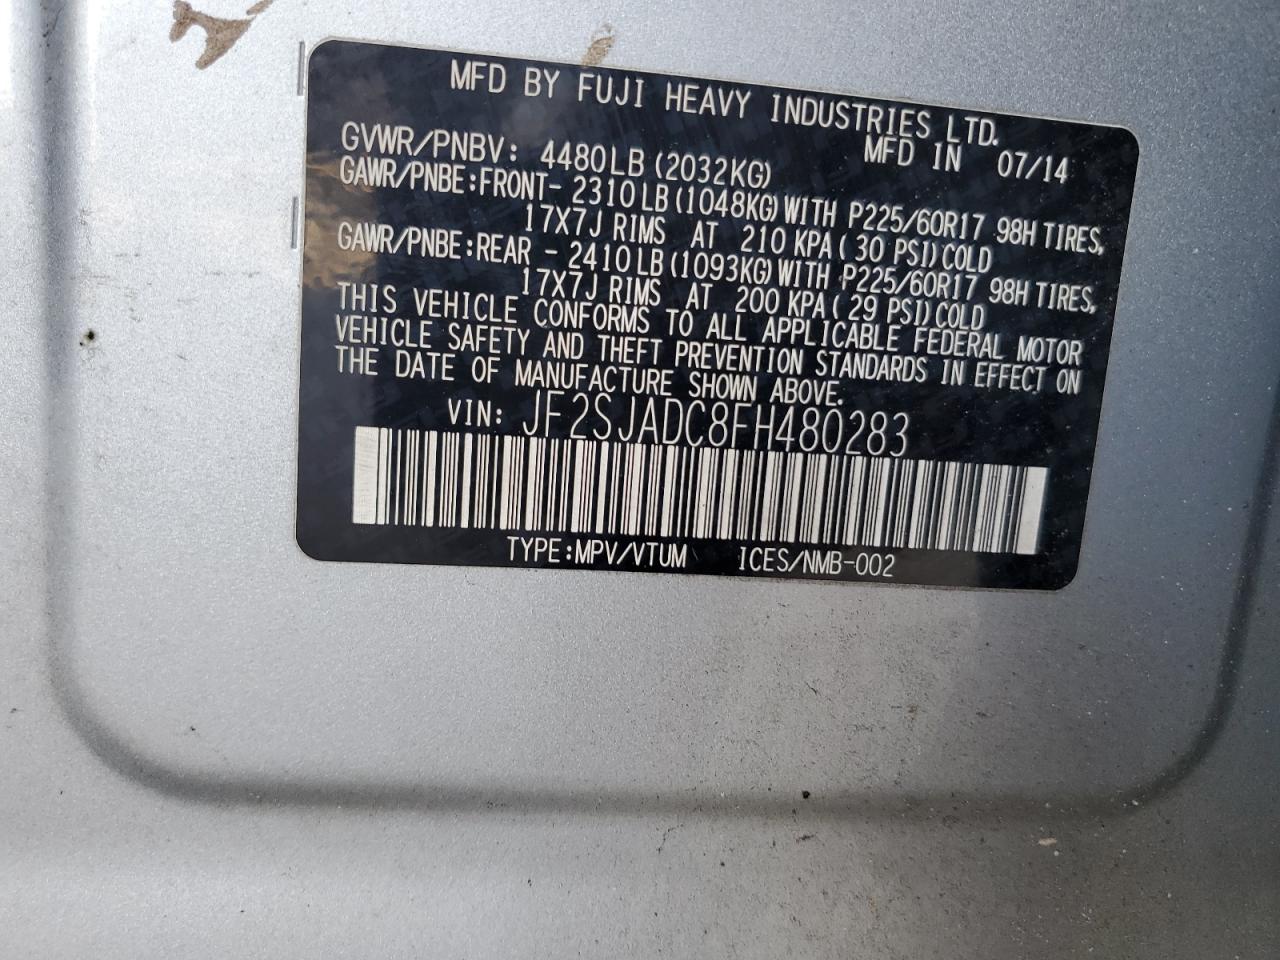 MFD BY FUJI HEAVY INDUSTRIES LTD.
MFD IN 07/14
GVWR/PNBV: 4480LB (2032KG)
GAWR/PNBE:FRONT- 2310LB (1048KG) WITH P225/60R17 98H TIRES,
17X7J RIMS AT 210 KPA ( 30 PSI) COLD
GAWR/PNBE:REAR - 2410LB (1093KG) WITH P225/60R17 98H TIRES,
17X7J RIMS AT 200 KPA ( 29 PSI) COLD
THIS VEHICLE CONFORMS TO ALL APPLICABLE FEDERAL MOTOR
VEHICLE SAFETY AND THEFT PREVENTION STANDARDS IN EFFECT ON
THE DATE OF MANUFACTURE SHOWN ABOVE.
VIN: JF2SJADC8FH480283
TYPE:MPV/VTUM ICES/NMB-002